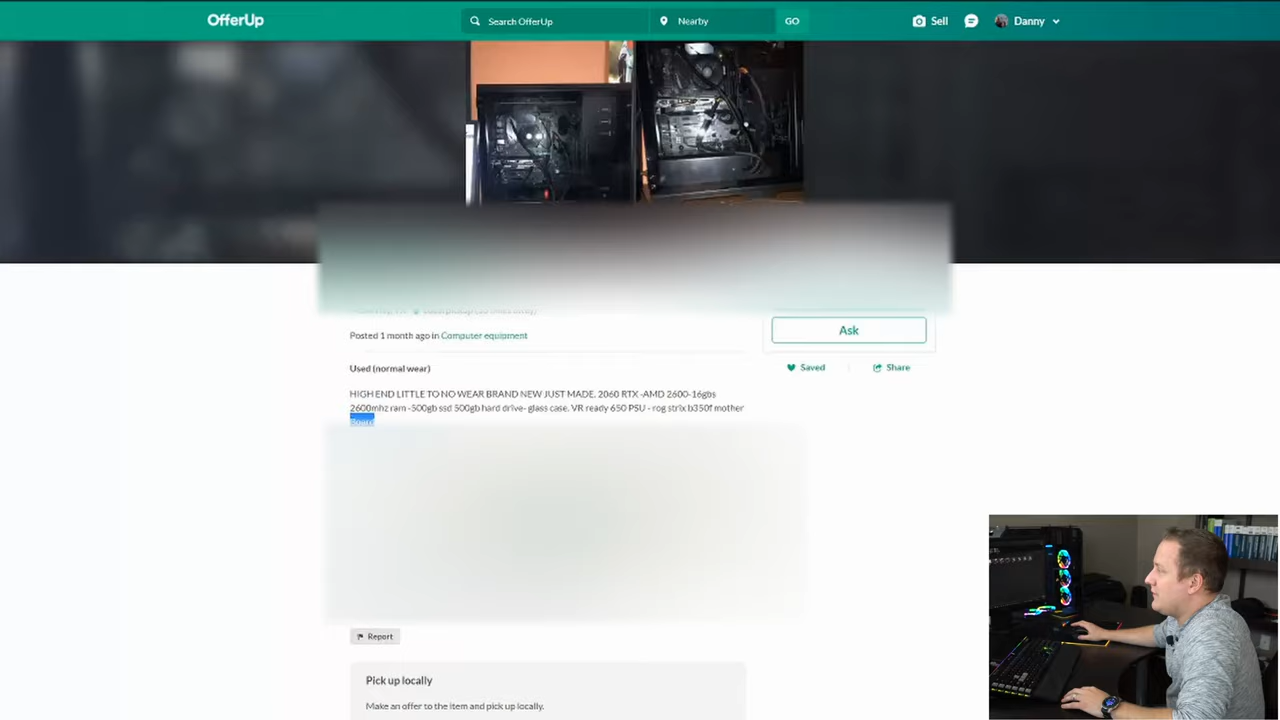 OfferUp
Search OfferUp
Nearby
GO
Sell
Danny
Posted 1 month ago in Computer equipment
Ask
Saved
Share
Used (normal wear)
HIGH END LITTLE TO NO WEAR BRAND NEW JUST MADE. 2060 RTX -AMD 2600-16gbs
2600mhz ram -500gb ssd 500gb hard drive- glass case. VR ready 650 PSU - rog strix b350f mother
Board
Report
Pick up locally
Make an offer to the item and pick up locally.